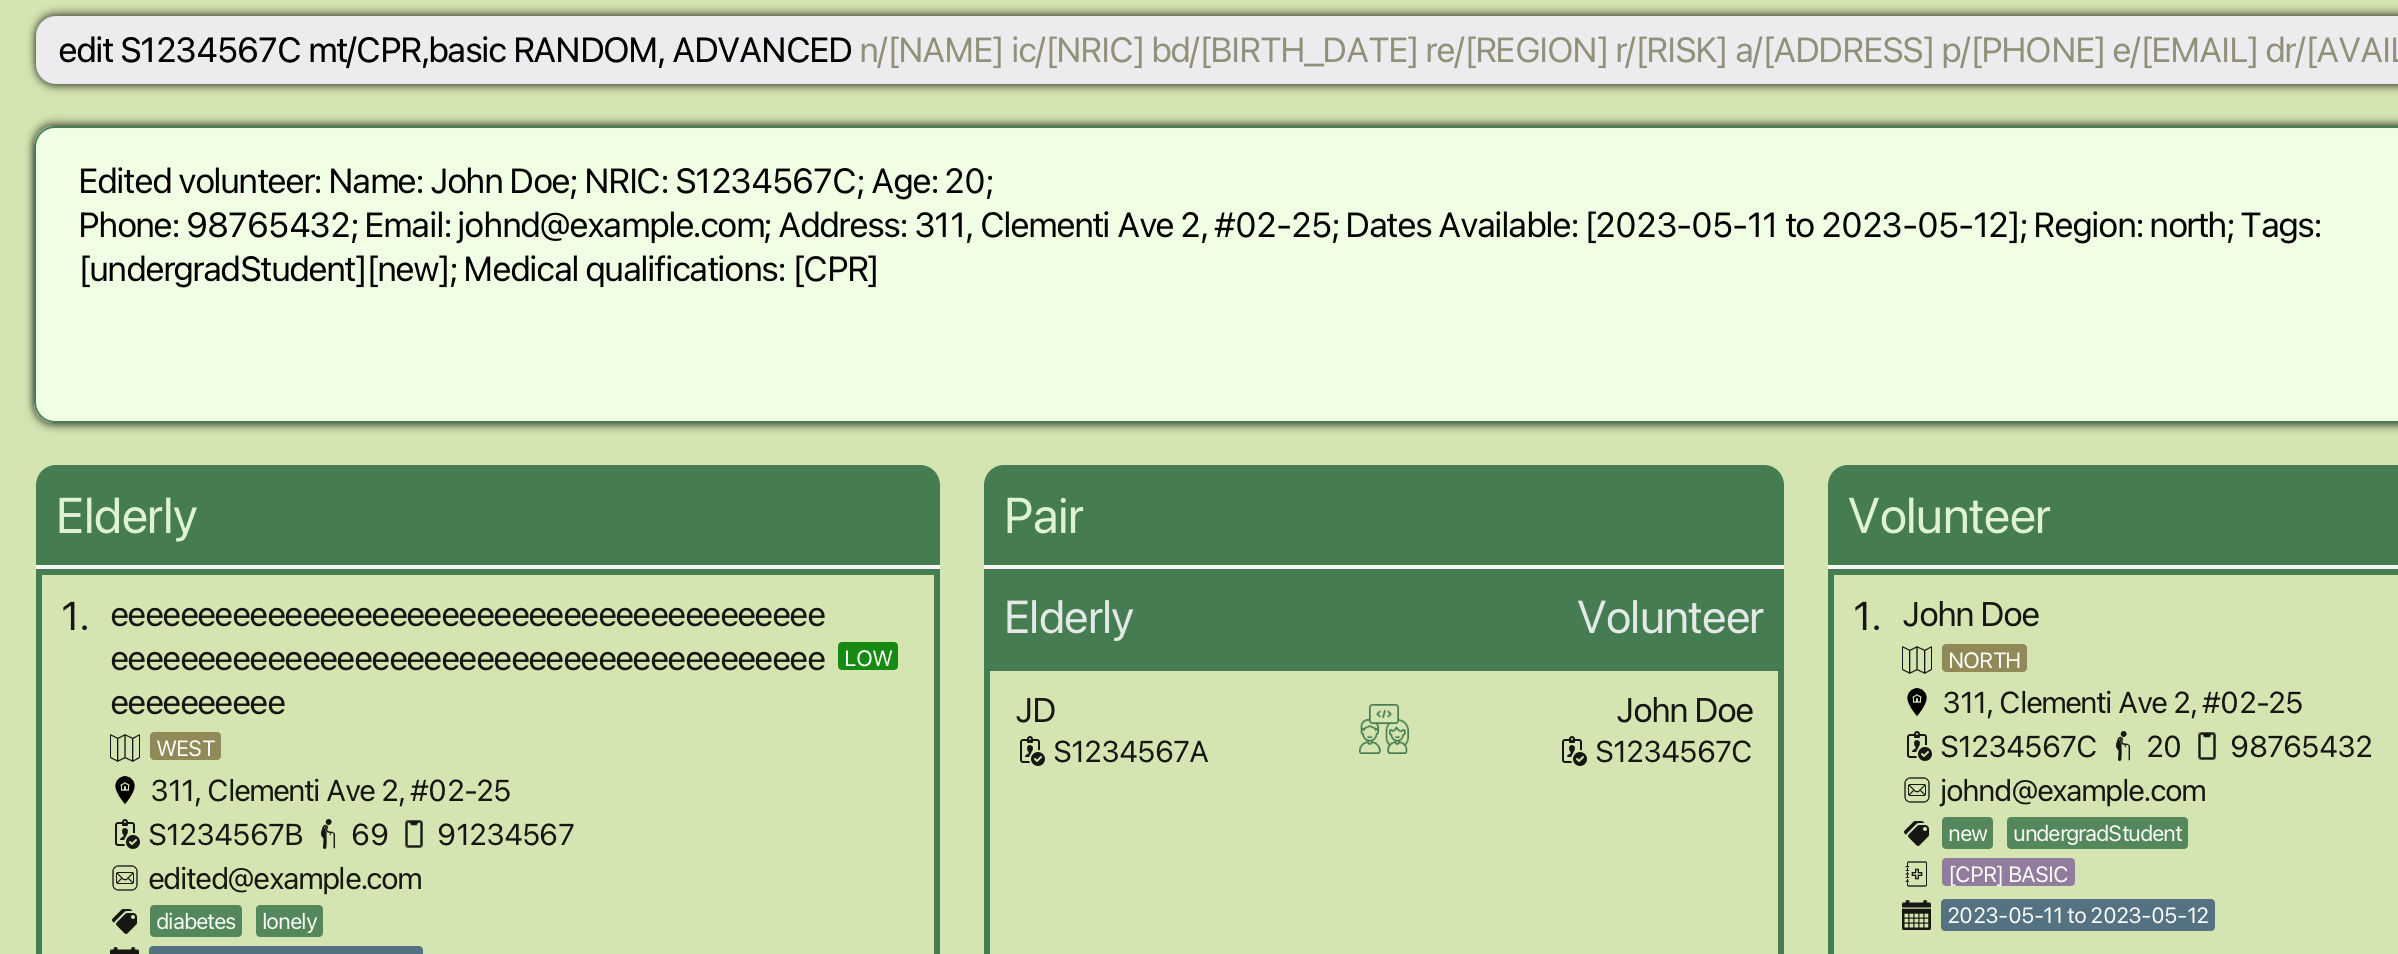 edit S1234567C mt/CPR,basic RANDOM, ADVANCED n/[NAME] ic/[NRIC] bd/[BIRTH_DATE] re/[REGION] r/[RISK] a/[ADDRESS] p/[PHONE] e/[EMAIL] dr/[AVAIL
Edited volunteer: Name: John Doe; NRIC: S1234567C; Age: 20;
Phone: 98765432; Email: johnd@example.com; Address: 311, Clementi Ave 2, #02-25; Dates Available: [2023-05-11 to 2023-05-12]; Region: north; Tags:
[undergradStudent][new]; Medical qualifications: [CPR]
Elderly
1. eeeeeeeeeeeeeeeeeeeeeeeeeeeeeeeeeeeeeeeee
eeeeeeeeeeeeeeeeeeeeeeeeeeeeeeeeeeeeeeeee LOW
eeeeeeeeee
WEST
311, Clementi Ave 2, #02-25
S1234567B 69 91234567
edited@example.com
diabetes lonely
Pair
Elderly Volunteer
JD John Doe
S1234567A S1234567C
Volunteer
1. John Doe
NORTH
311, Clementi Ave 2, #02-25
S1234567C 20 98765432
johnd@example.com
new undergradStudent
[CPR] BASIC
2023-05-11 to 2023-05-12